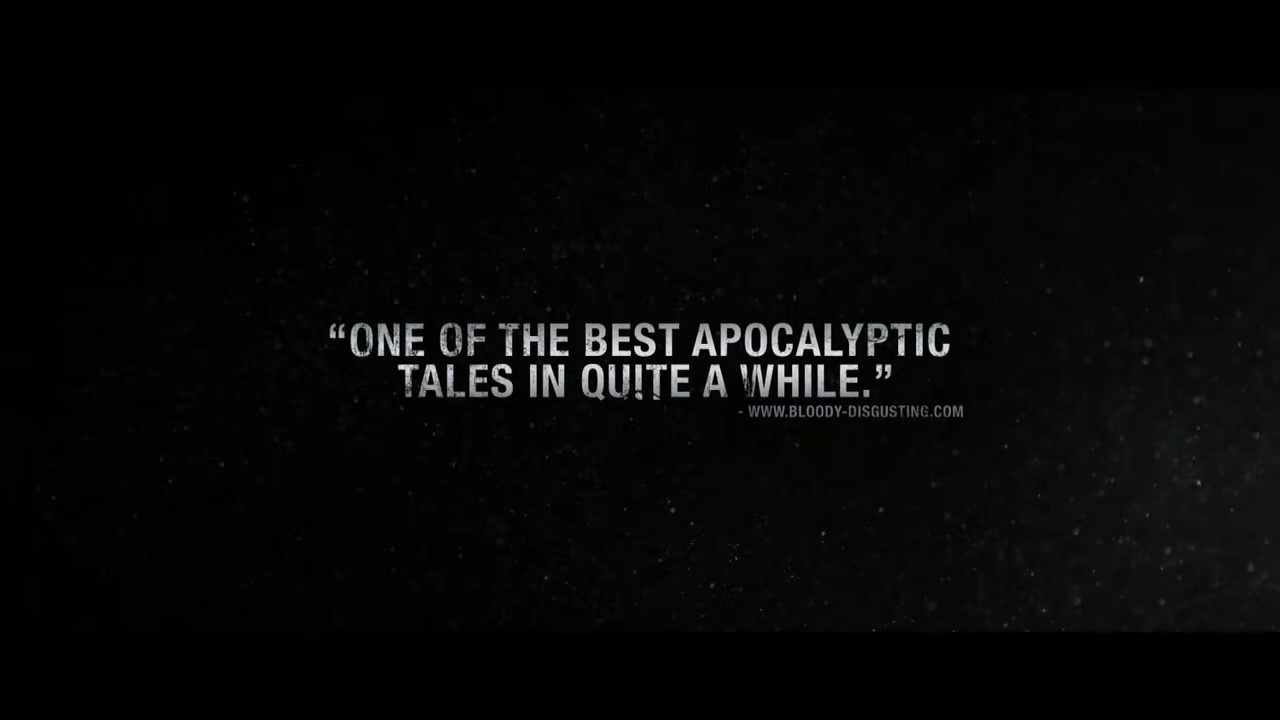 “ONE OF THE BEST APOCALYPTIC
TALES IN QUITE A WHILE.”
- WWW.BLOODY-DISGUSTING.COM